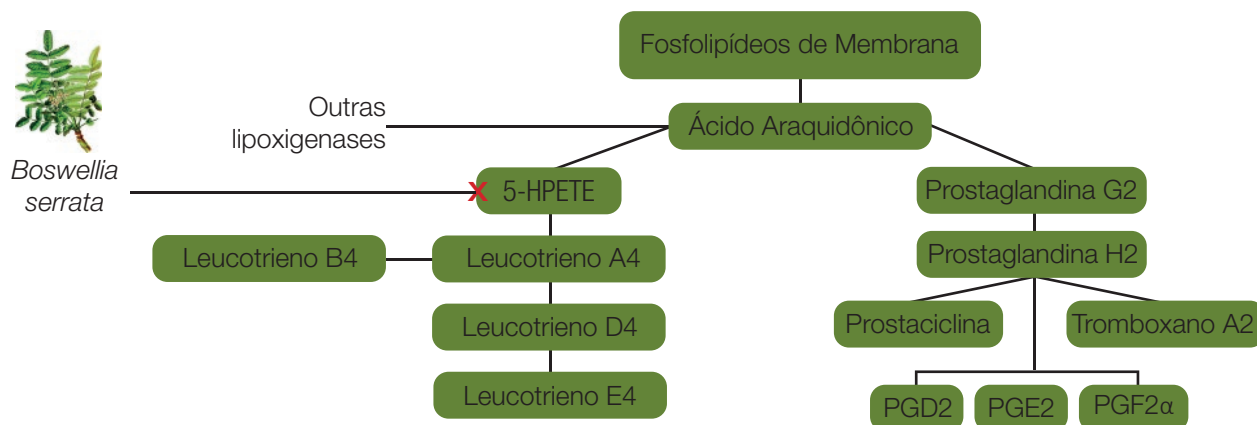 Fosfolipídeos de Membrana
Outras
lipoxigenases
Ácido Araquidônico
Boswellia
serrata
X
5-HPETE
Prostaglandina G2
Leucotrieno B4
Leucotrieno A4
Prostaglandina H2
Leucotrieno D4
Prostaciclina
Tromboxano A2
Leucotrieno E4
PGD2
PGE2
PGF2α